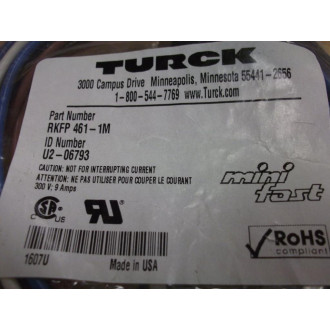 TURCK
3000 Campus Drive Minneapolis, Minnesota 55441-2656
1-800-544-7769 www.Turck.com
Part Number
RKFP 461-1M
ID Number
U2-06793
CAUTION: NOT FOR INTERRUPTING CURRENT
ATTENTION: NE PAS UTILISER POUR COUPER LE COURANT
300 V; 9 Amps
mini
fast
C US
RoHS
compliant
1607U
Made in USA